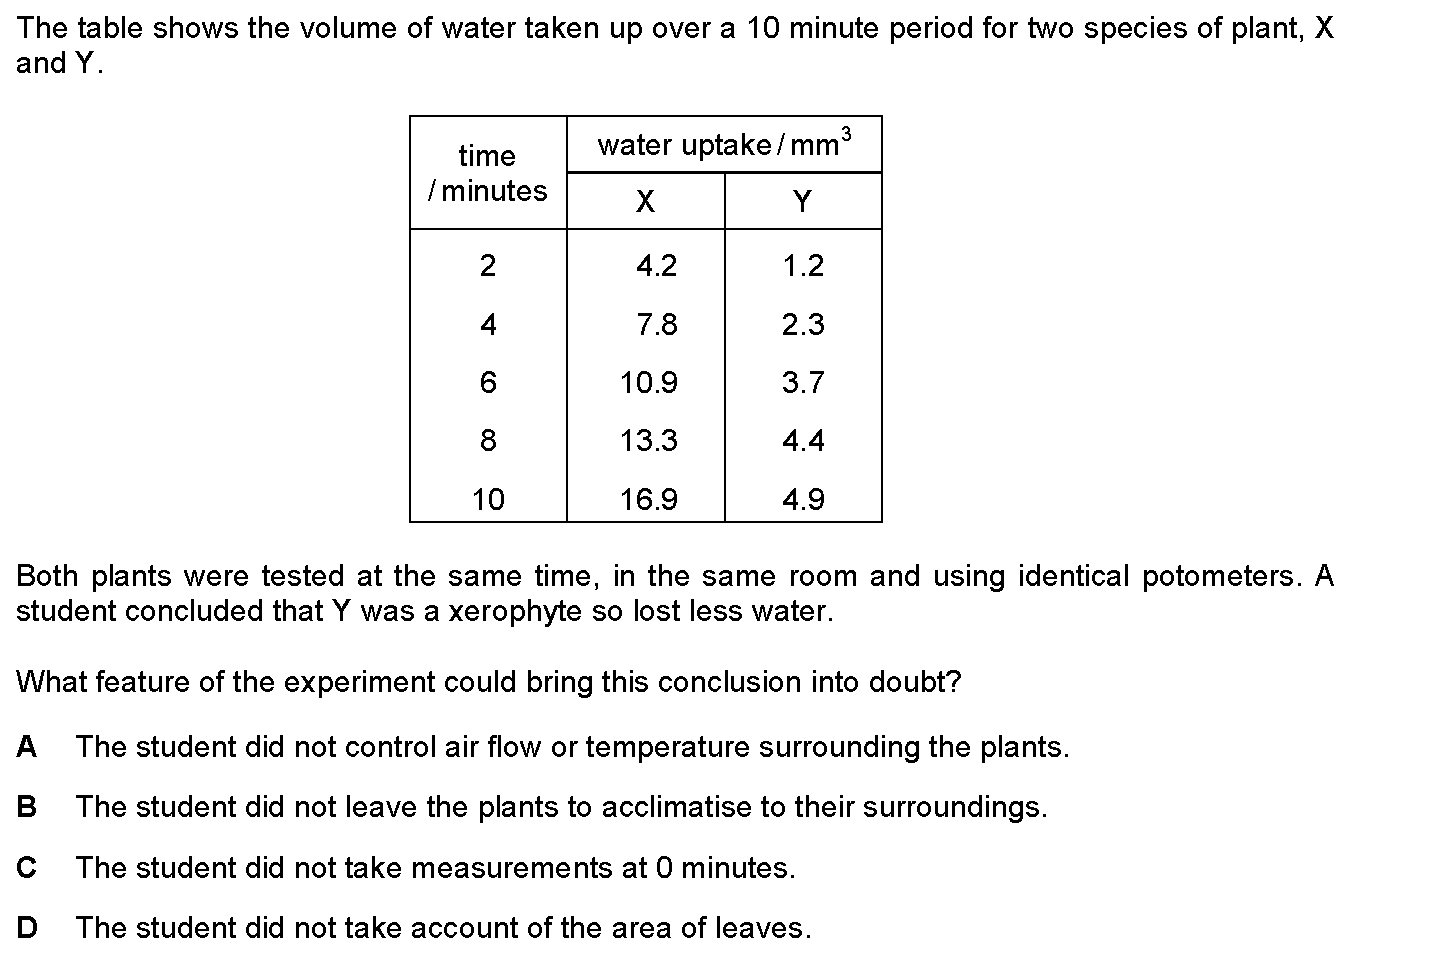 The table shows the volume of water taken up over a 10 minute period for two species of plant, X
and Y.
time
/ minutes
water uptake / mm³
X Y
2 4.2 1.2
4 7.8 2.3
6 10.9 3.7
8 13.3 4.4
10 16.9 4.9
Both plants were tested at the same time, in the same room and using identical potometers. A
student concluded that Y was a xerophyte so lost less water.
What feature of the experiment could bring this conclusion into doubt?
A The student did not control air flow or temperature surrounding the plants.
B The student did not leave the plants to acclimatise to their surroundings.
C The student did not take measurements at 0 minutes.
D The student did not take account of the area of leaves.